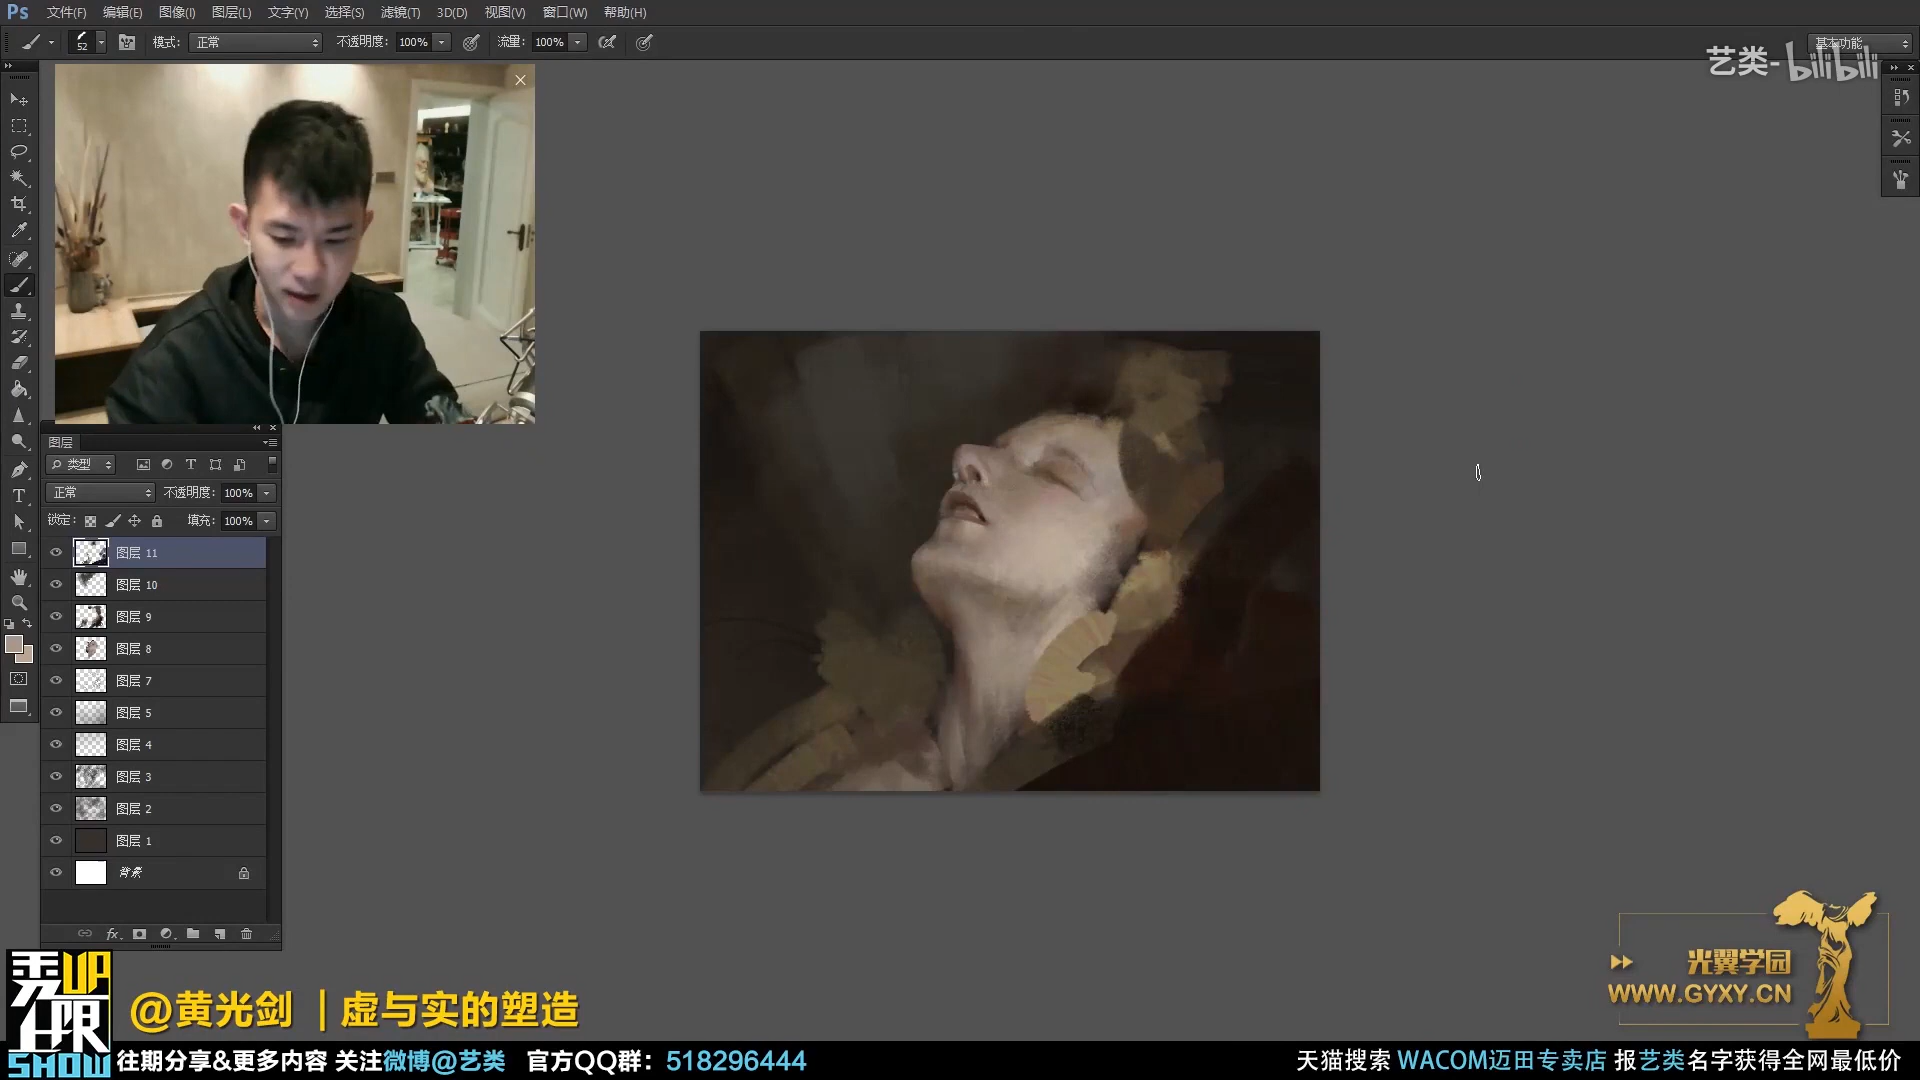 Ps 文件(F) 编辑(E) 图像(I) 图层(L) 文字(Y) 选择(S) 滤镜(T) 3D(D) 视图(V) 窗口(W) 帮助(H)
52 模式: 正常 不透明度: 100% 流量: 100% 基本功能
艺类-bilibili
图层
类型
正常 不透明度: 100%
锁定: 填充: 100%
图层 11
图层 10
图层 9
图层 8
图层 7
图层 5
图层 4
图层 3
图层 2
图层 1
背景
光翼学园
WWW.GYXY.CN
秀UP
SHOW
@黄光剑 | 虚与实的塑造
往期分享&更多内容 关注微博@艺类 官方QQ群: 518296444
天猫搜索 WACOM迈田专卖店 报艺类名字获得全网最低价